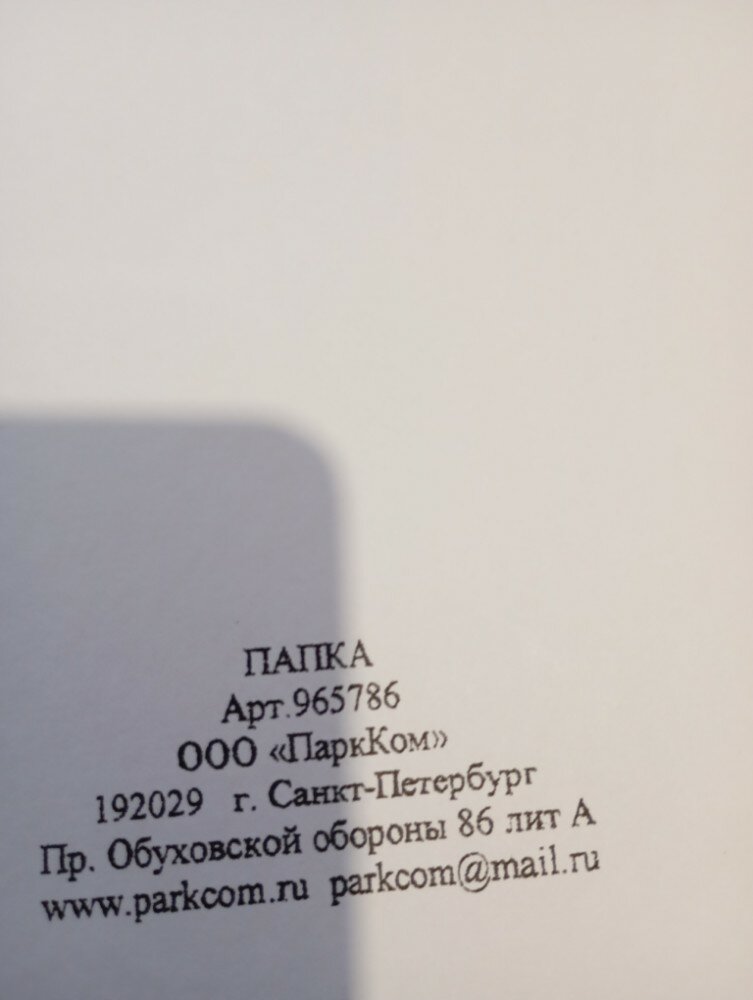 ПАПКА
Арт.965786
ООО «ПаркКом»
192029 г. Санкт-Петербург
Пр. Обуховской обороны 86 лит А
www.parkcom.ru parkcom@mail.ru